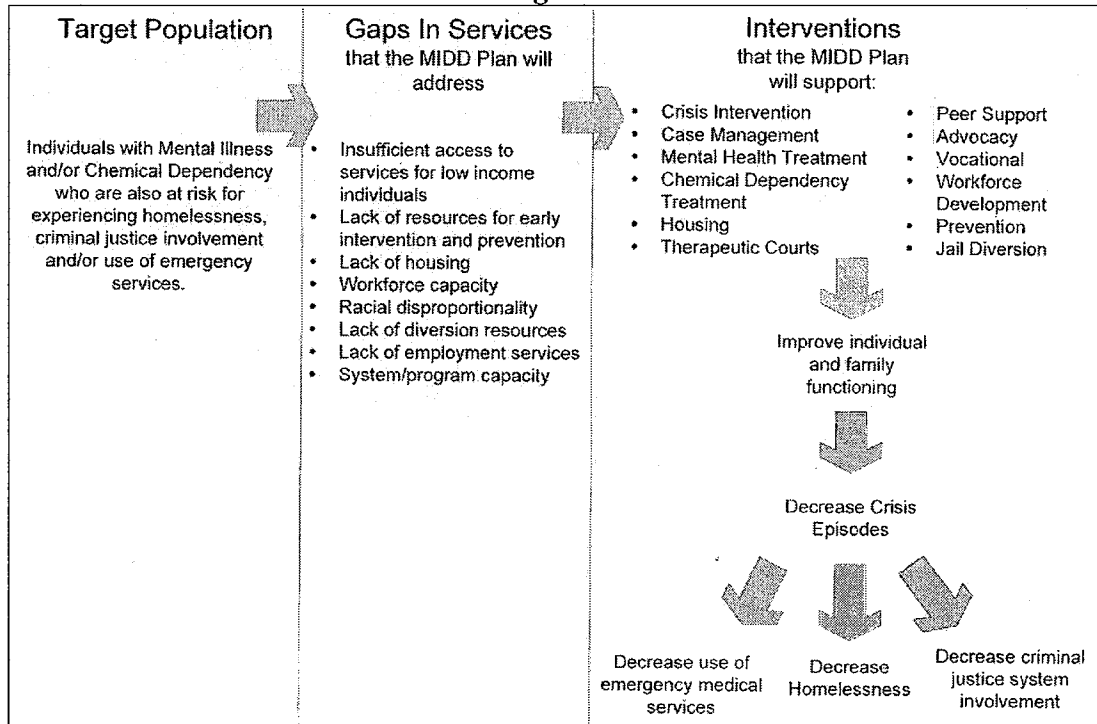 Target Population
Individuals with Mental Illness
and/or Chemical Dependency
who are also at risk for
experiencing homelessness,
criminal justice involvement
and/or use of emergency
services.
Gaps In Services
that the MIDD Plan will
address
• Insufficient access to
services for low income
individuals
• Lack of resources for early
intervention and prevention
• Lack of housing
• Workforce capacity
• Racial disproportionality
• Lack of diversion resources
• Lack of employment services
• System/program capacity
Interventions
that the MIDD Plan
will support:
• Crisis Intervention
• Case Management
• Mental Health Treatment
• Chemical Dependency
Treatment
• Housing
• Therapeutic Courts
• Peer Support
• Advocacy
• Vocational
• Workforce
Development
• Prevention
• Jail Diversion
Improve individual
and family
functioning
Decrease Crisis
Episodes
Decrease use of
emergency medical
services
Decrease
Homelessness
Decrease criminal
justice system
involvement